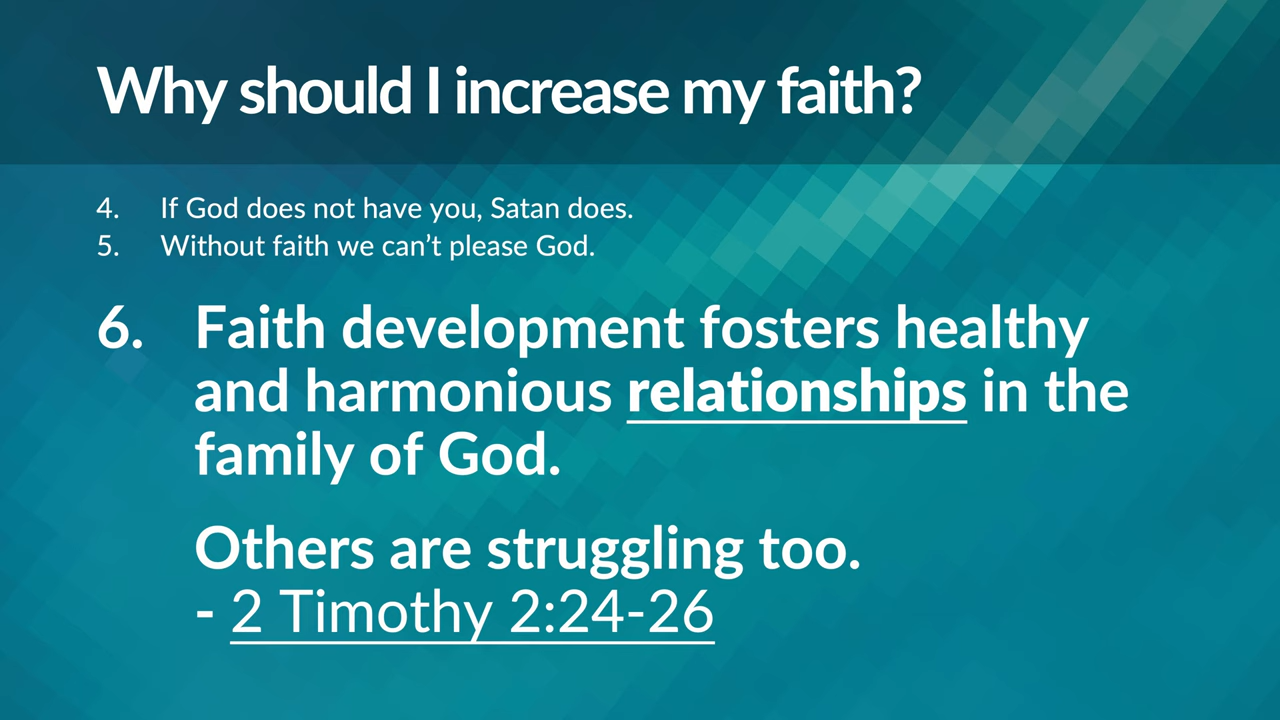 Why should I increase my faith?
4. If God does not have you, Satan does.
5. Without faith we can’t please God.
6. Faith development fosters healthy
and harmonious relationships in the
family of God.
Others are struggling too.
- 2 Timothy 2:24-26